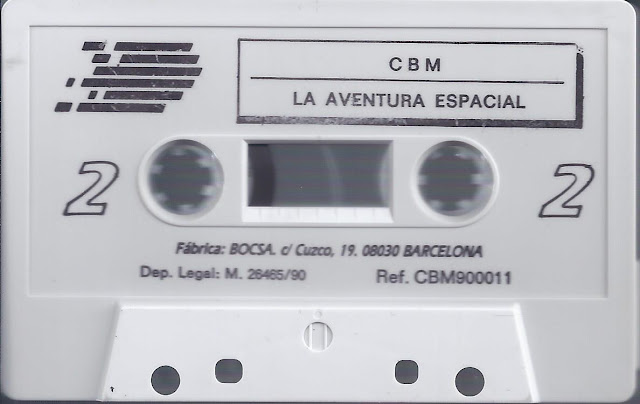 CBM
LA AVENTURA ESPACIAL
2 2
Fábrica: BOCSA. c/ Cuzco, 19. 08030 BARCELONA
Dep. Legal: M. 26465/90 Ref. CBM900011